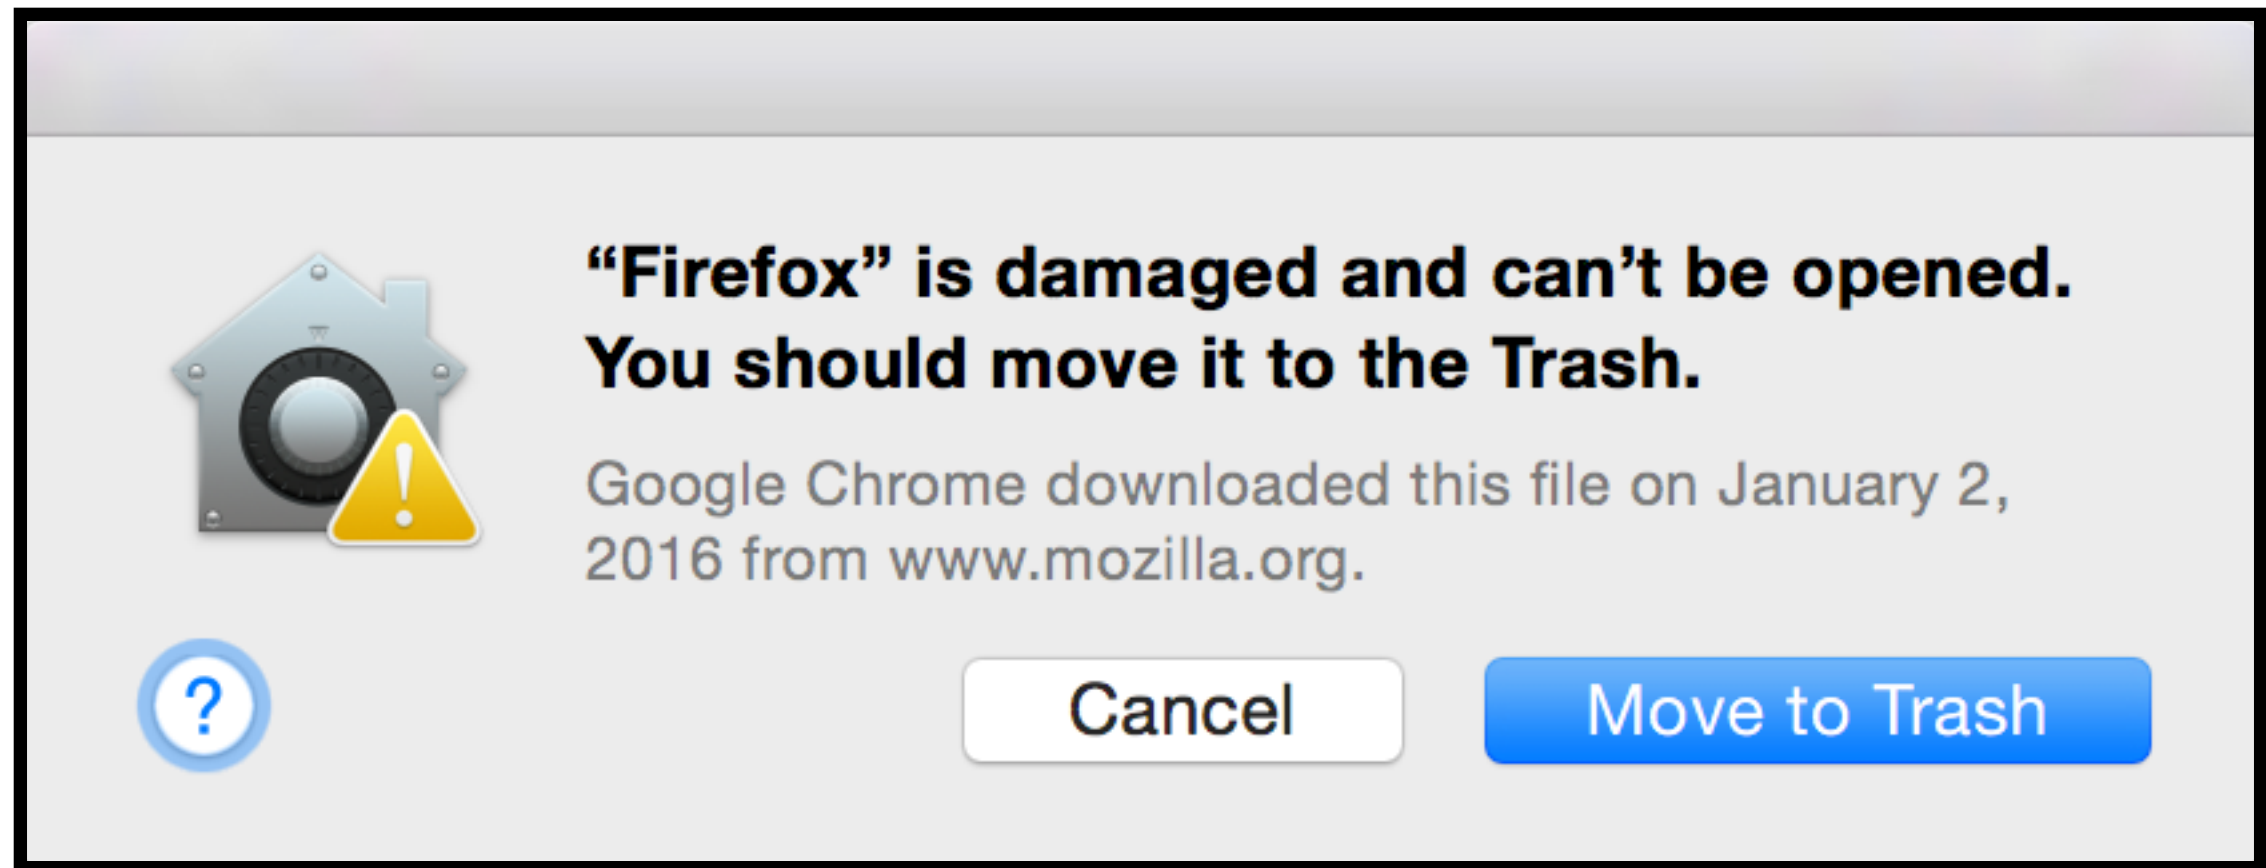 “Firefox” is damaged and can’t be opened.
You should move it to the Trash.
Google Chrome downloaded this file on January 2,
2016 from www.mozilla.org.
?
Cancel
Move to Trash